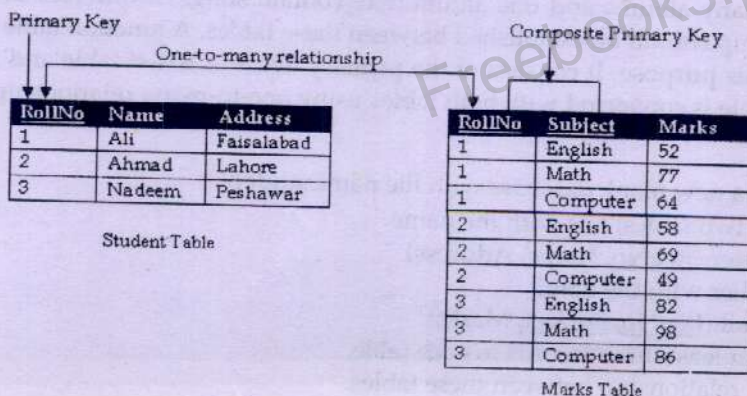 Freebooks.
Primary Key
Composite Primary Key
One-to-many relationship
RollNo Name Address
1 Ali Faisalabad
2 Ahmad Lahore
3 Nadeem Peshawar
Student Table
RollNo Subject Marks
1 English 52
1 Math 77
1 Computer 64
2 English 58
2 Math 69
2 Computer 49
3 English 82
3 Math 98
3 Computer 86
Marks Table